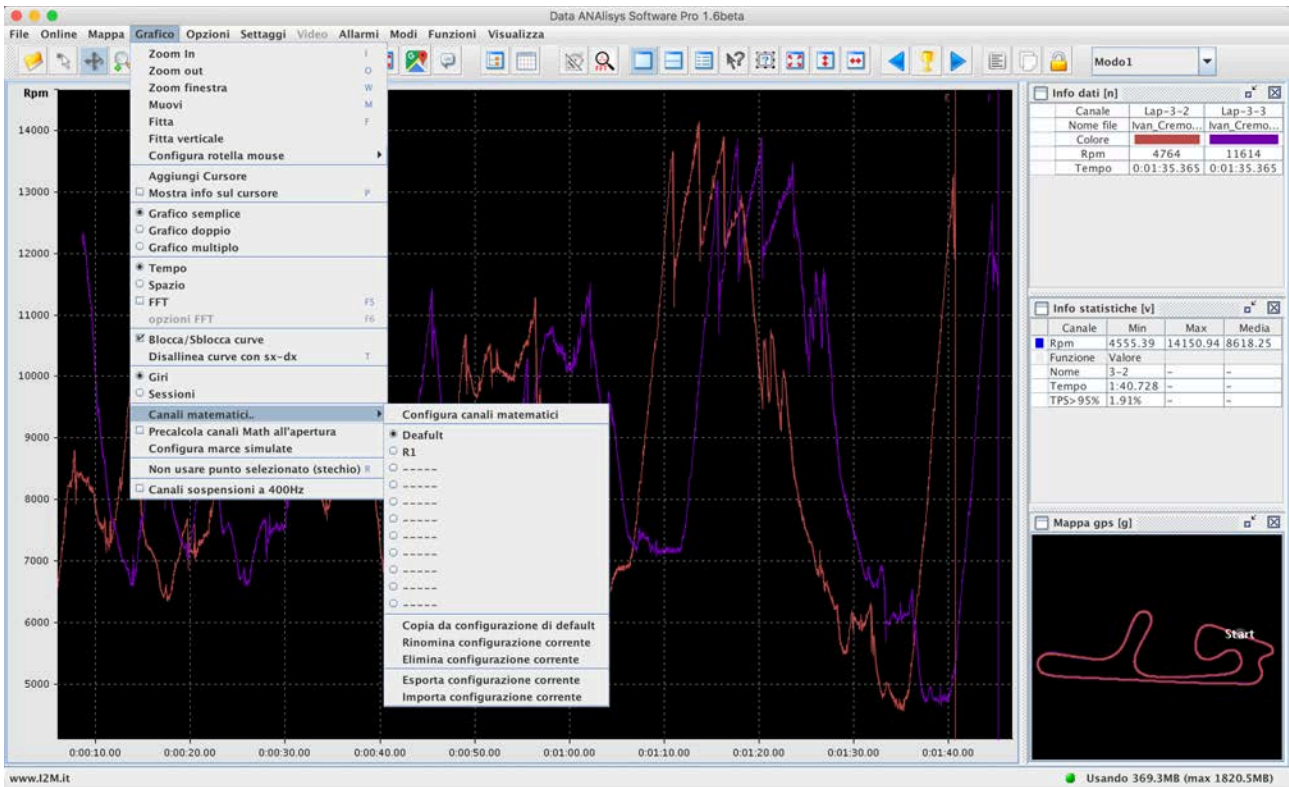 Data ANAlisys Software Pro 1.6beta
File Online Mappa Grafico Opzioni Settaggi Video Allarmi Modi Funzioni Visualizza
Modo1
Zoom In I
Zoom out O
Zoom finestra W
Muovi M
Fitta F
Fitta verticale
Configura rotella mouse
Aggiungi Cursore
Mostra info sul cursore P
Grafico semplice
Grafico doppio
Grafico multiplo
Tempo
Spazio
FFT F5
opzioni FFT F6
Blocca/Sblocca curve
Disallinea curve con sx-dx T
Giri
Sessioni
Canali matematici..
Precalcola canali Math all'apertura
Configura marce simulate
Non usare punto selezionato (stechio) R
Canali sospensioni a 400Hz
Configura canali matematici
Deafult
R1
-----
-----
-----
-----
-----
-----
-----
-----
-----
Copia da configurazione di default
Rinomina configurazione corrente
Elimina configurazione corrente
Esporta configurazione corrente
Importa configurazione corrente
Rpm
14000
13000
12000
11000
10000
9000
8000
7000
6000
5000
0:00:10.00 0:00:20.00 0:00:30.00 0:00:40.00 0:00:50.00 0:01:00.00 0:01:10.00 0:01:20.00 0:01:30.00 0:01:40.00
Info dati [n]
Canale Lap-3-2 Lap-3-3
Nome file Ivan_Cremo... Ivan_Cremo...
Colore
Rpm 4764 11614
Tempo 0:01:35.365 0:01:35.365
Info statistiche [v]
Canale Min Max Media
Rpm 4555.39 14150.94 8618.25
Funzione Valore
Nome 3-2 - -
Tempo 1:40.728 - -
TPS>95% 1.91% - -
Mappa gps [g]
Start
www.I2M.it
Usando 369.3MB (max 1820.5MB)